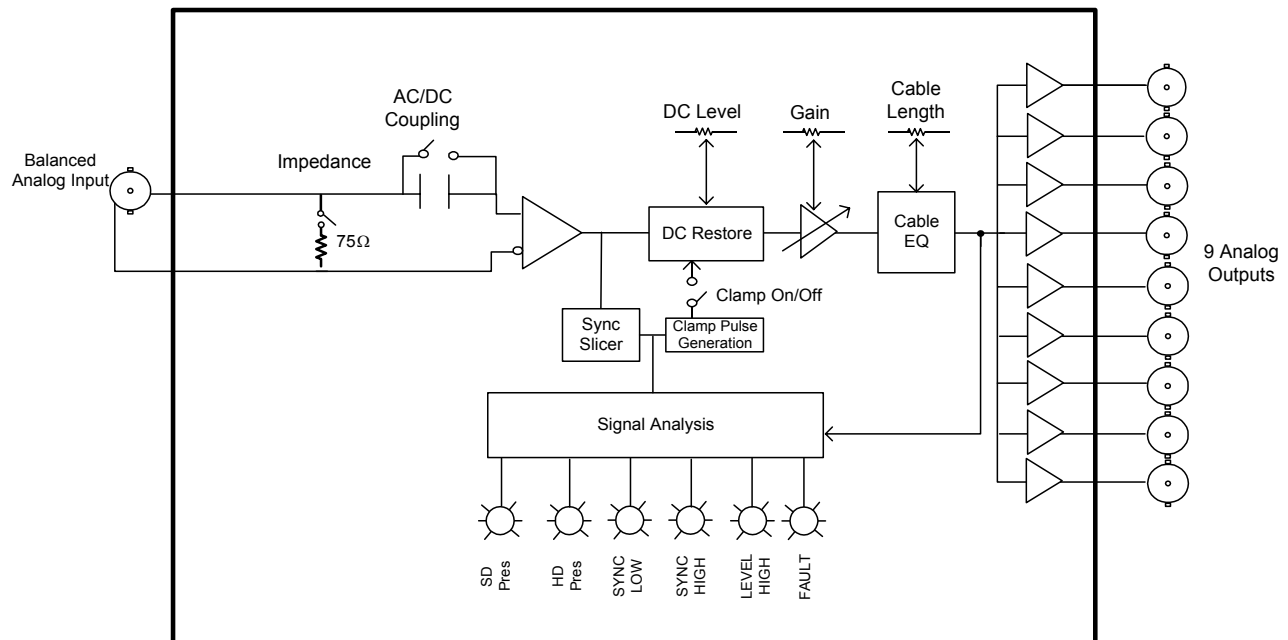 AC/DC
Coupling
DC Level
Gain
Cable
Length
Balanced
Analog Input
Impedance
75Ω
DC Restore
Cable
EQ
9 Analog
Outputs
Clamp On/Off
Sync
Slicer
Clamp Pulse
Generation
Signal Analysis
SD
Pres
HD
Pres
SYNC
LOW
SYNC
HIGH
LEVEL
HIGH
FAULT